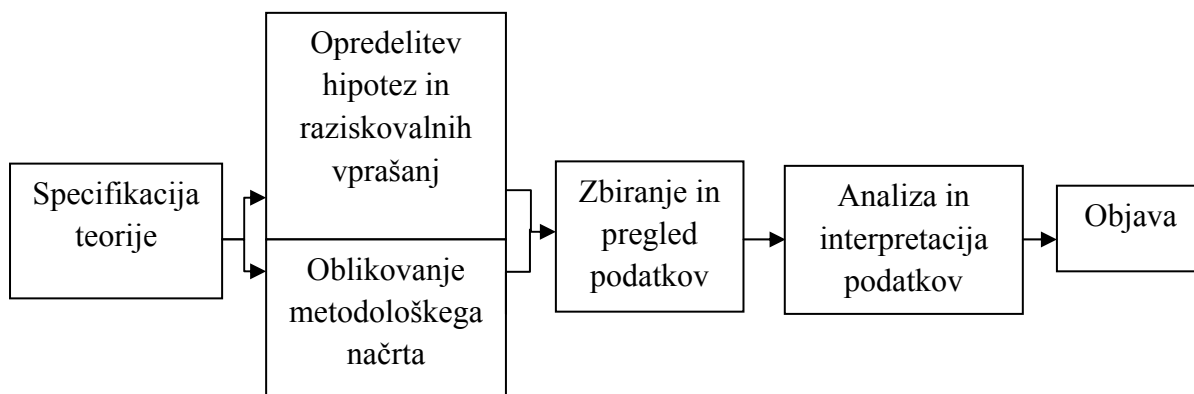 Specifikacija
teorije
Opredelitev
hipotez in
raziskovalnih
vprašanj
Oblikovanje
metodološkega
načrta
Zbiranje in
pregled
podatkov
Analiza in
interpretacija
podatkov
Objava